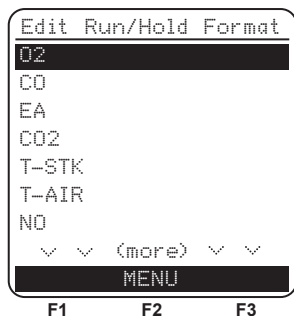 Edit Run/Hold Format
O2
CO
EA
CO2
T-STK
T-AIR
NO
(more)
MENU
F1 F2 F3